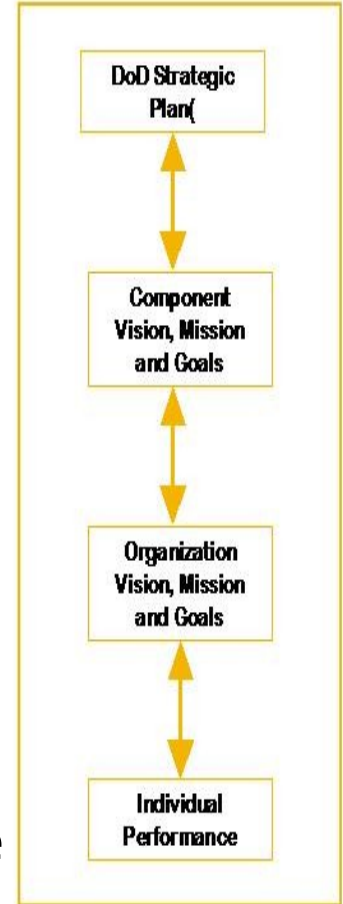 DoD Strategic
Plan(
Component
Vision, Mission
and Goals
Organization
Vision, Mission
and Goals
Individual
Performance
e